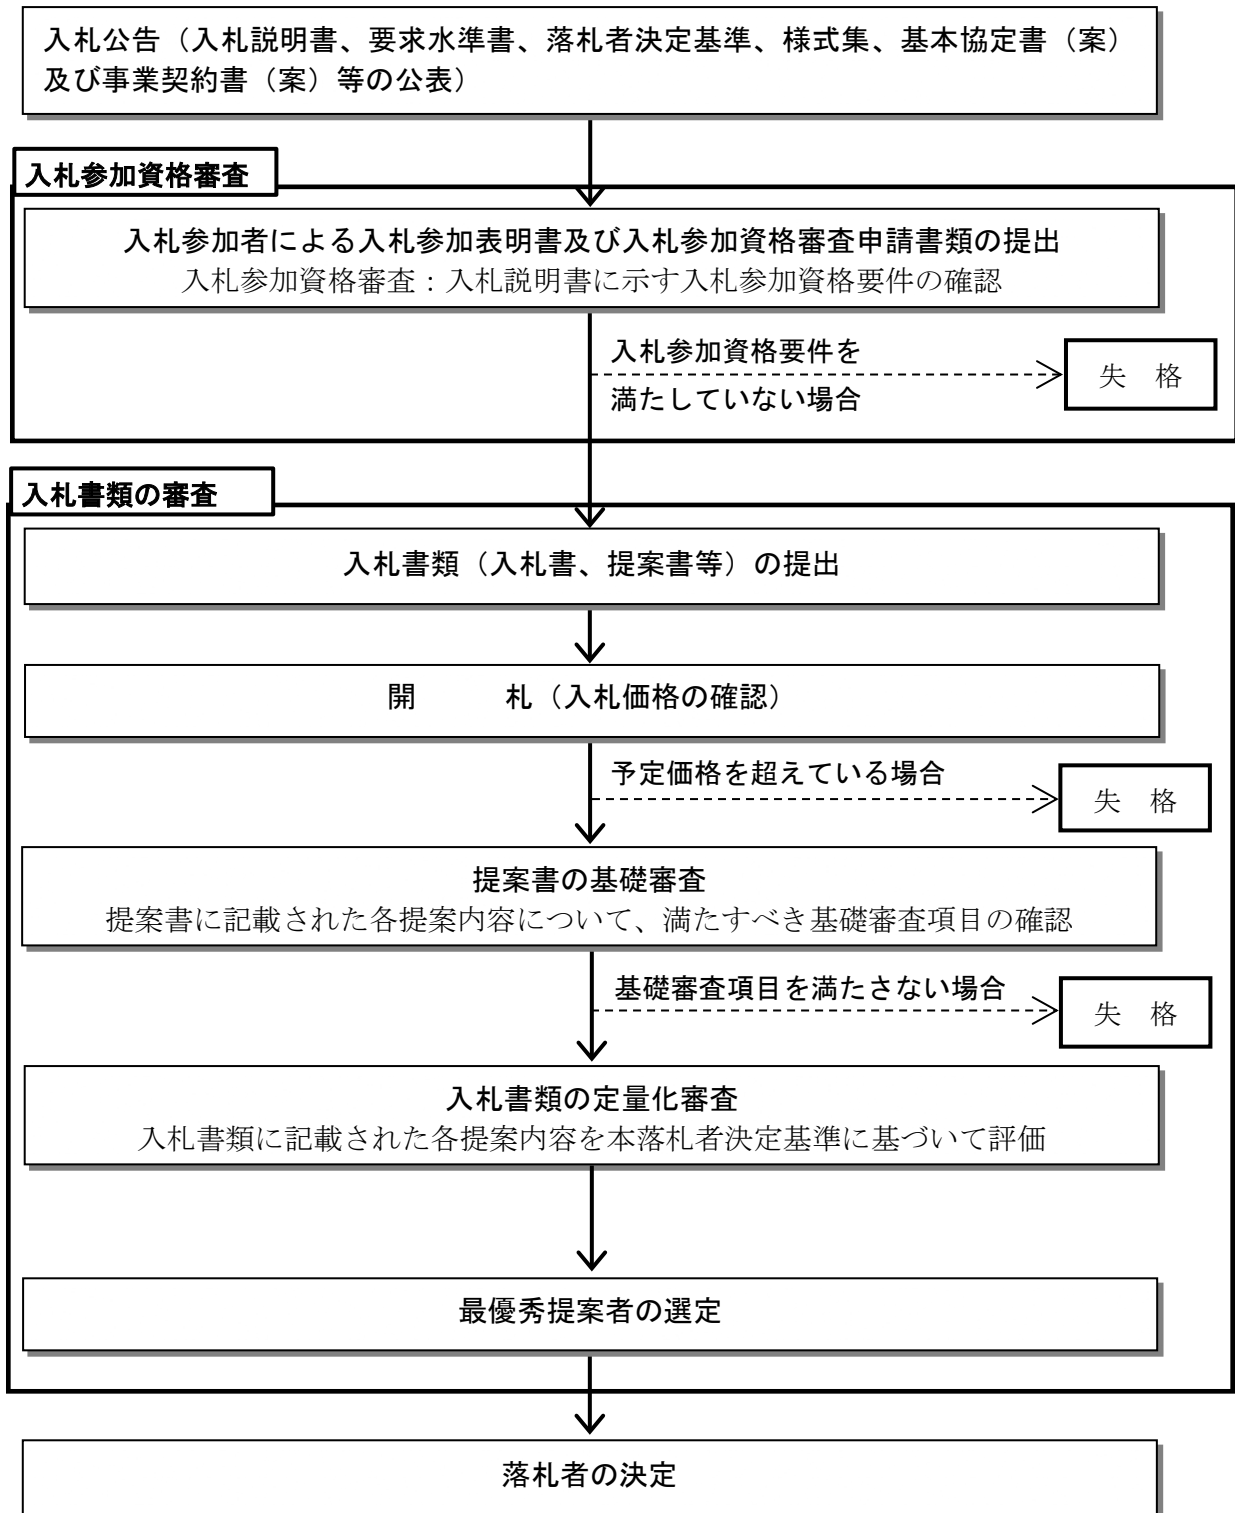 入札公告（入札説明書、要求水準書、落札者決定基準、様式集、基本協定書（案）
及び事業契約書（案）等の公表）
入札参加資格審査
入札参加者による入札参加表明書及び入札参加資格審査申請書類の提出
入札参加資格審査：入札説明書に示す入札参加資格要件の確認
入札参加資格要件を
満たしていない場合
失　格
入札書類の審査
入札書類（入札書、提案書等）の提出
開　　　札（入札価格の確認）
予定価格を超えている場合
失　格
提案書の基礎審査
提案書に記載された各提案内容について、満たすべき基礎審査項目の確認
基礎審査項目を満たさない場合
失　格
入札書類の定量化審査
入札書類に記載された各提案内容を本落札者決定基準に基づいて評価
最優秀提案者の選定
落札者の決定